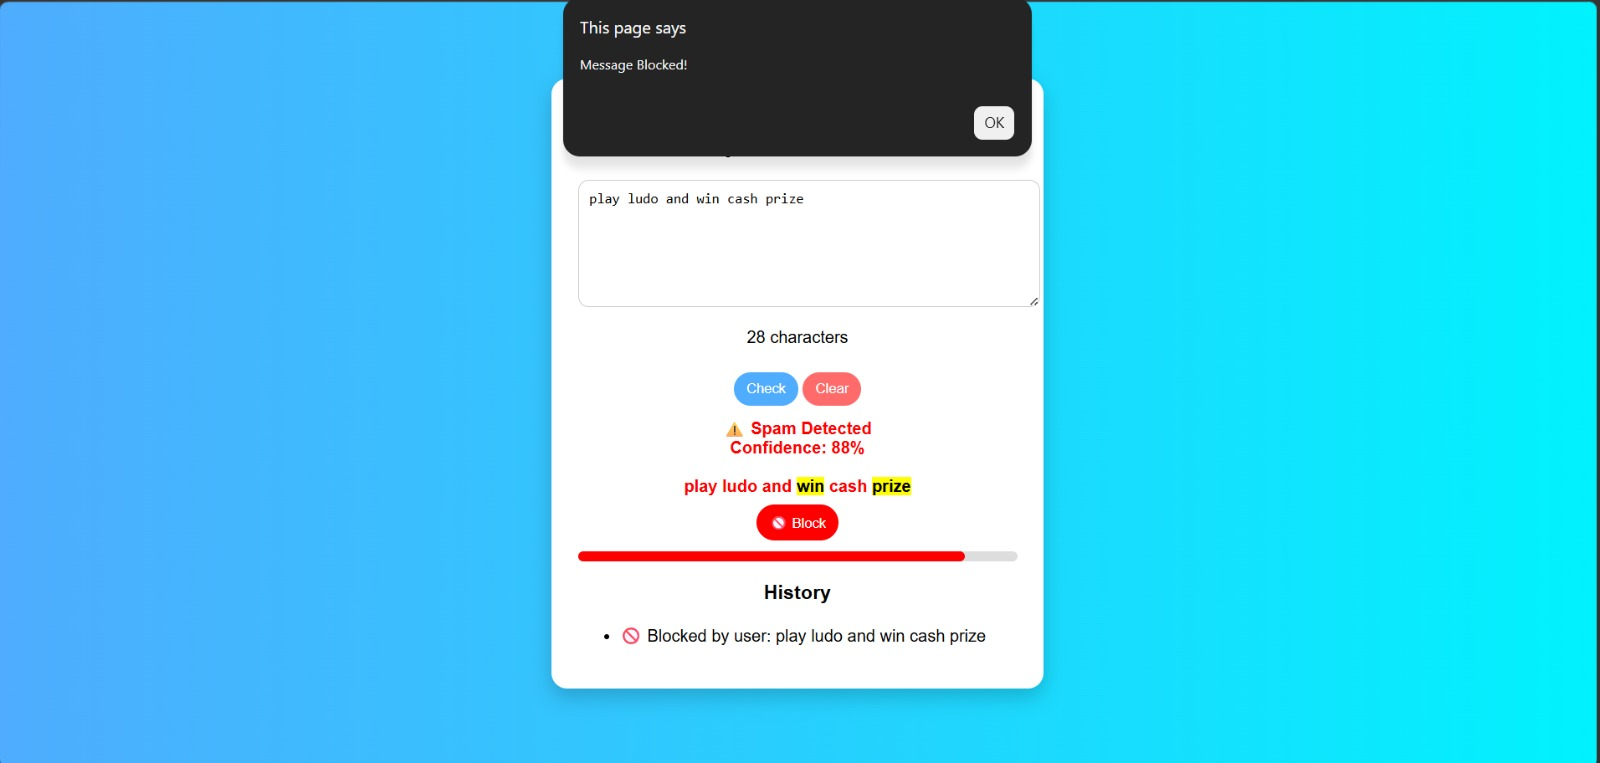 This page says
Message Blocked!
OK
play ludo and win cash prize
28 characters
Check Clear
⚠️ Spam Detected
Confidence: 88%
play ludo and win cash prize
🚫 Block
History
• 🚫 Blocked by user: play ludo and win cash prize